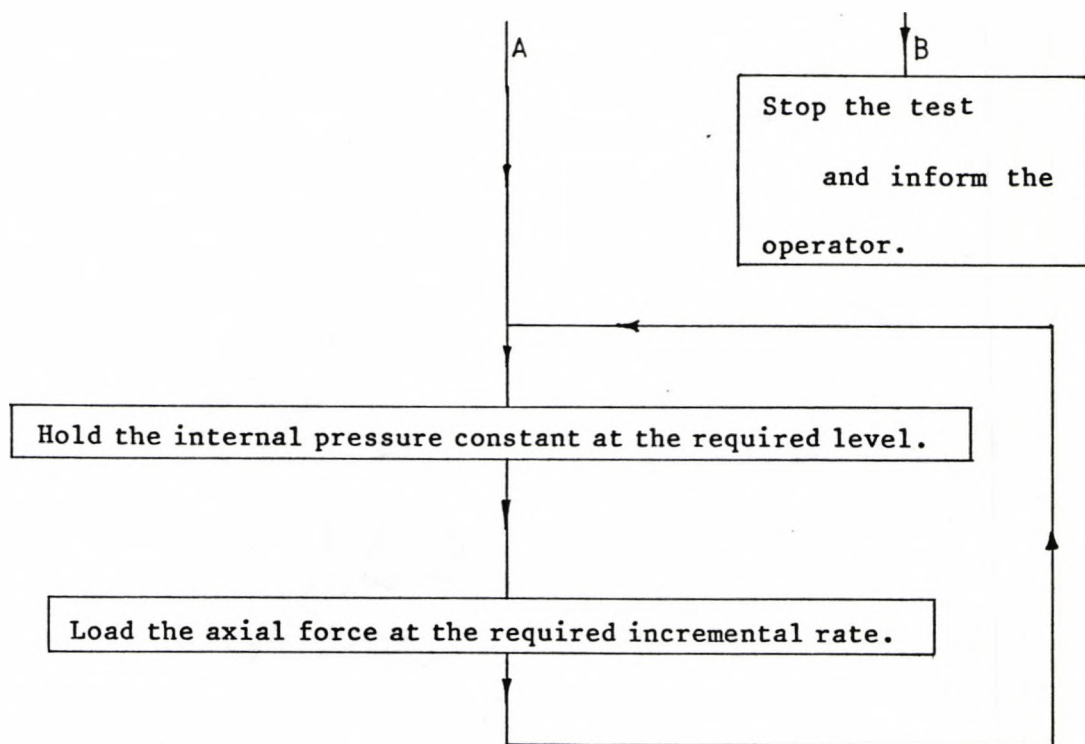 A
B
Stop the test
and inform the
operator.
Hold the internal pressure constant at the required level.
Load the axial force at the required incremental rate.